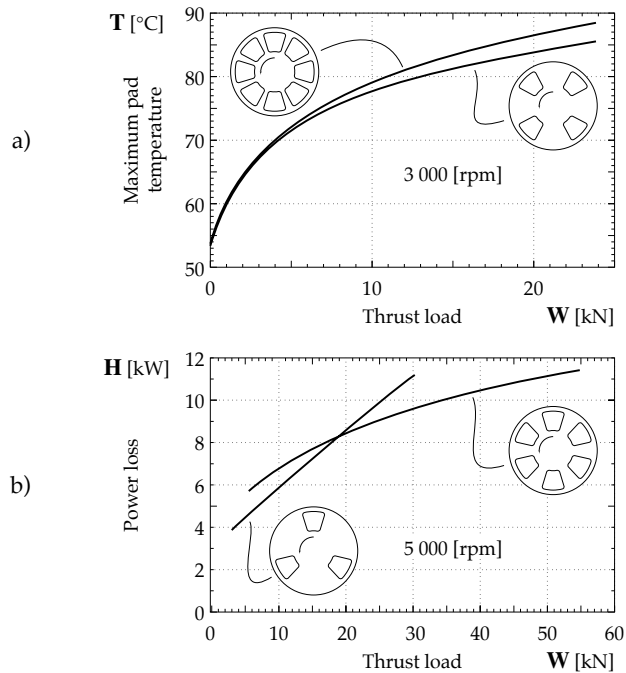 T [°C]
90
80
70
60
50
Maximum pad
temperature
a)
3 000 [rpm]
0
10
20
Thrust load
W [kN]
H [kW]
12
10
8
6
4
2
0
Power loss
b)
5 000 [rpm]
0
10
20
30
40
50
60
Thrust load
W [kN]